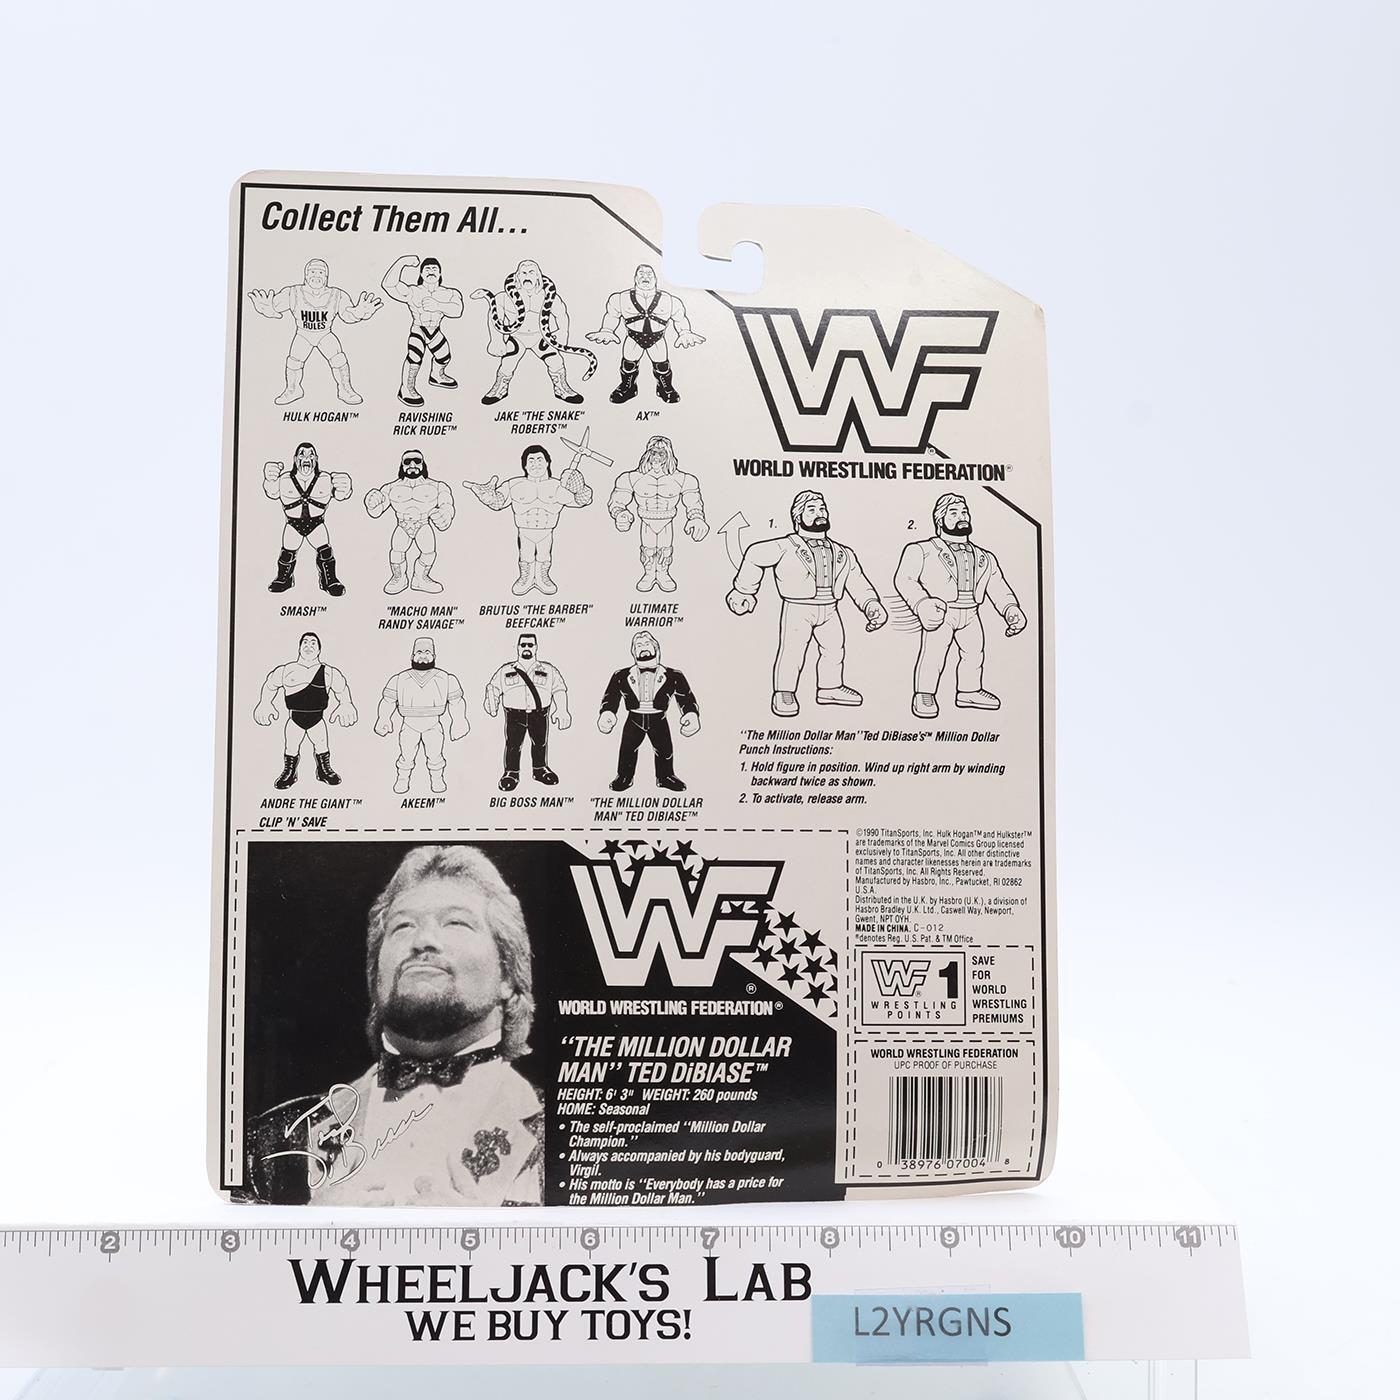 Collect Them All...
HULK
RULES
HULK HOGAN™
RAVISHING
RICK RUDE™
JAKE "THE SNAKE"
ROBERTS™
AX™
SMASH™
"MACHO MAN"
RANDY SAVAGE™
BRUTUS "THE BARBER"
BEEFCAKE™
ULTIMATE
WARRIOR™
ANDRE THE GIANT™
AKEEM™
BIG BOSS MAN™
"THE MILLION DOLLAR
MAN" TED DIBIASE™
WF
®
WORLD WRESTLING FEDERATION®
1.
2.
"The Million Dollar Man" Ted DiBiase's™ Million Dollar
Punch Instructions:
1. Hold figure in position. Wind up right arm by winding
backward twice as shown.
2. To activate, release arm.
CLIP 'N' SAVE
WF
®
WORLD WRESTLING FEDERATION®
"THE MILLION DOLLAR
MAN" TED DiBIASE™
HEIGHT: 6' 3" WEIGHT: 260 pounds
HOME: Seasonal
• The self-proclaimed "Million Dollar
Champion."
• Always accompanied by his bodyguard,
Virgil.
• His motto is "Everybody has a price for
the Million Dollar Man."
Ted DiBiase
©1990 TitanSports, Inc. Hulk Hogan™ and Hulkster™
are trademarks of the Marvel Comics Group licensed
exclusively to TitanSports, Inc. All other distinctive
names and character likenesses herein are trademarks
of TitanSports, Inc. All Rights Reserved.
Manufactured by Hasbro, Inc., Pawtucket, RI 02862
U.S.A.
Distributed in the U.K. by Hasbro (U.K.), a division of
Hasbro Bradley U.K. Ltd., Caswell Way, Newport,
Gwent, NPT OYH.
MADE IN CHINA. C-012
®denotes Reg. U.S. Pat. & TM Office
WF® 1
WRESTLING
POINTS
SAVE
FOR
WORLD
WRESTLING
PREMIUMS
WORLD WRESTLING FEDERATION
UPC PROOF OF PURCHASE
0 38976 07004 8
2 3 4 5 6 7 8 9 10 11
WHEELJACK'S LAB
WE BUY TOYS!
L2YRGNS